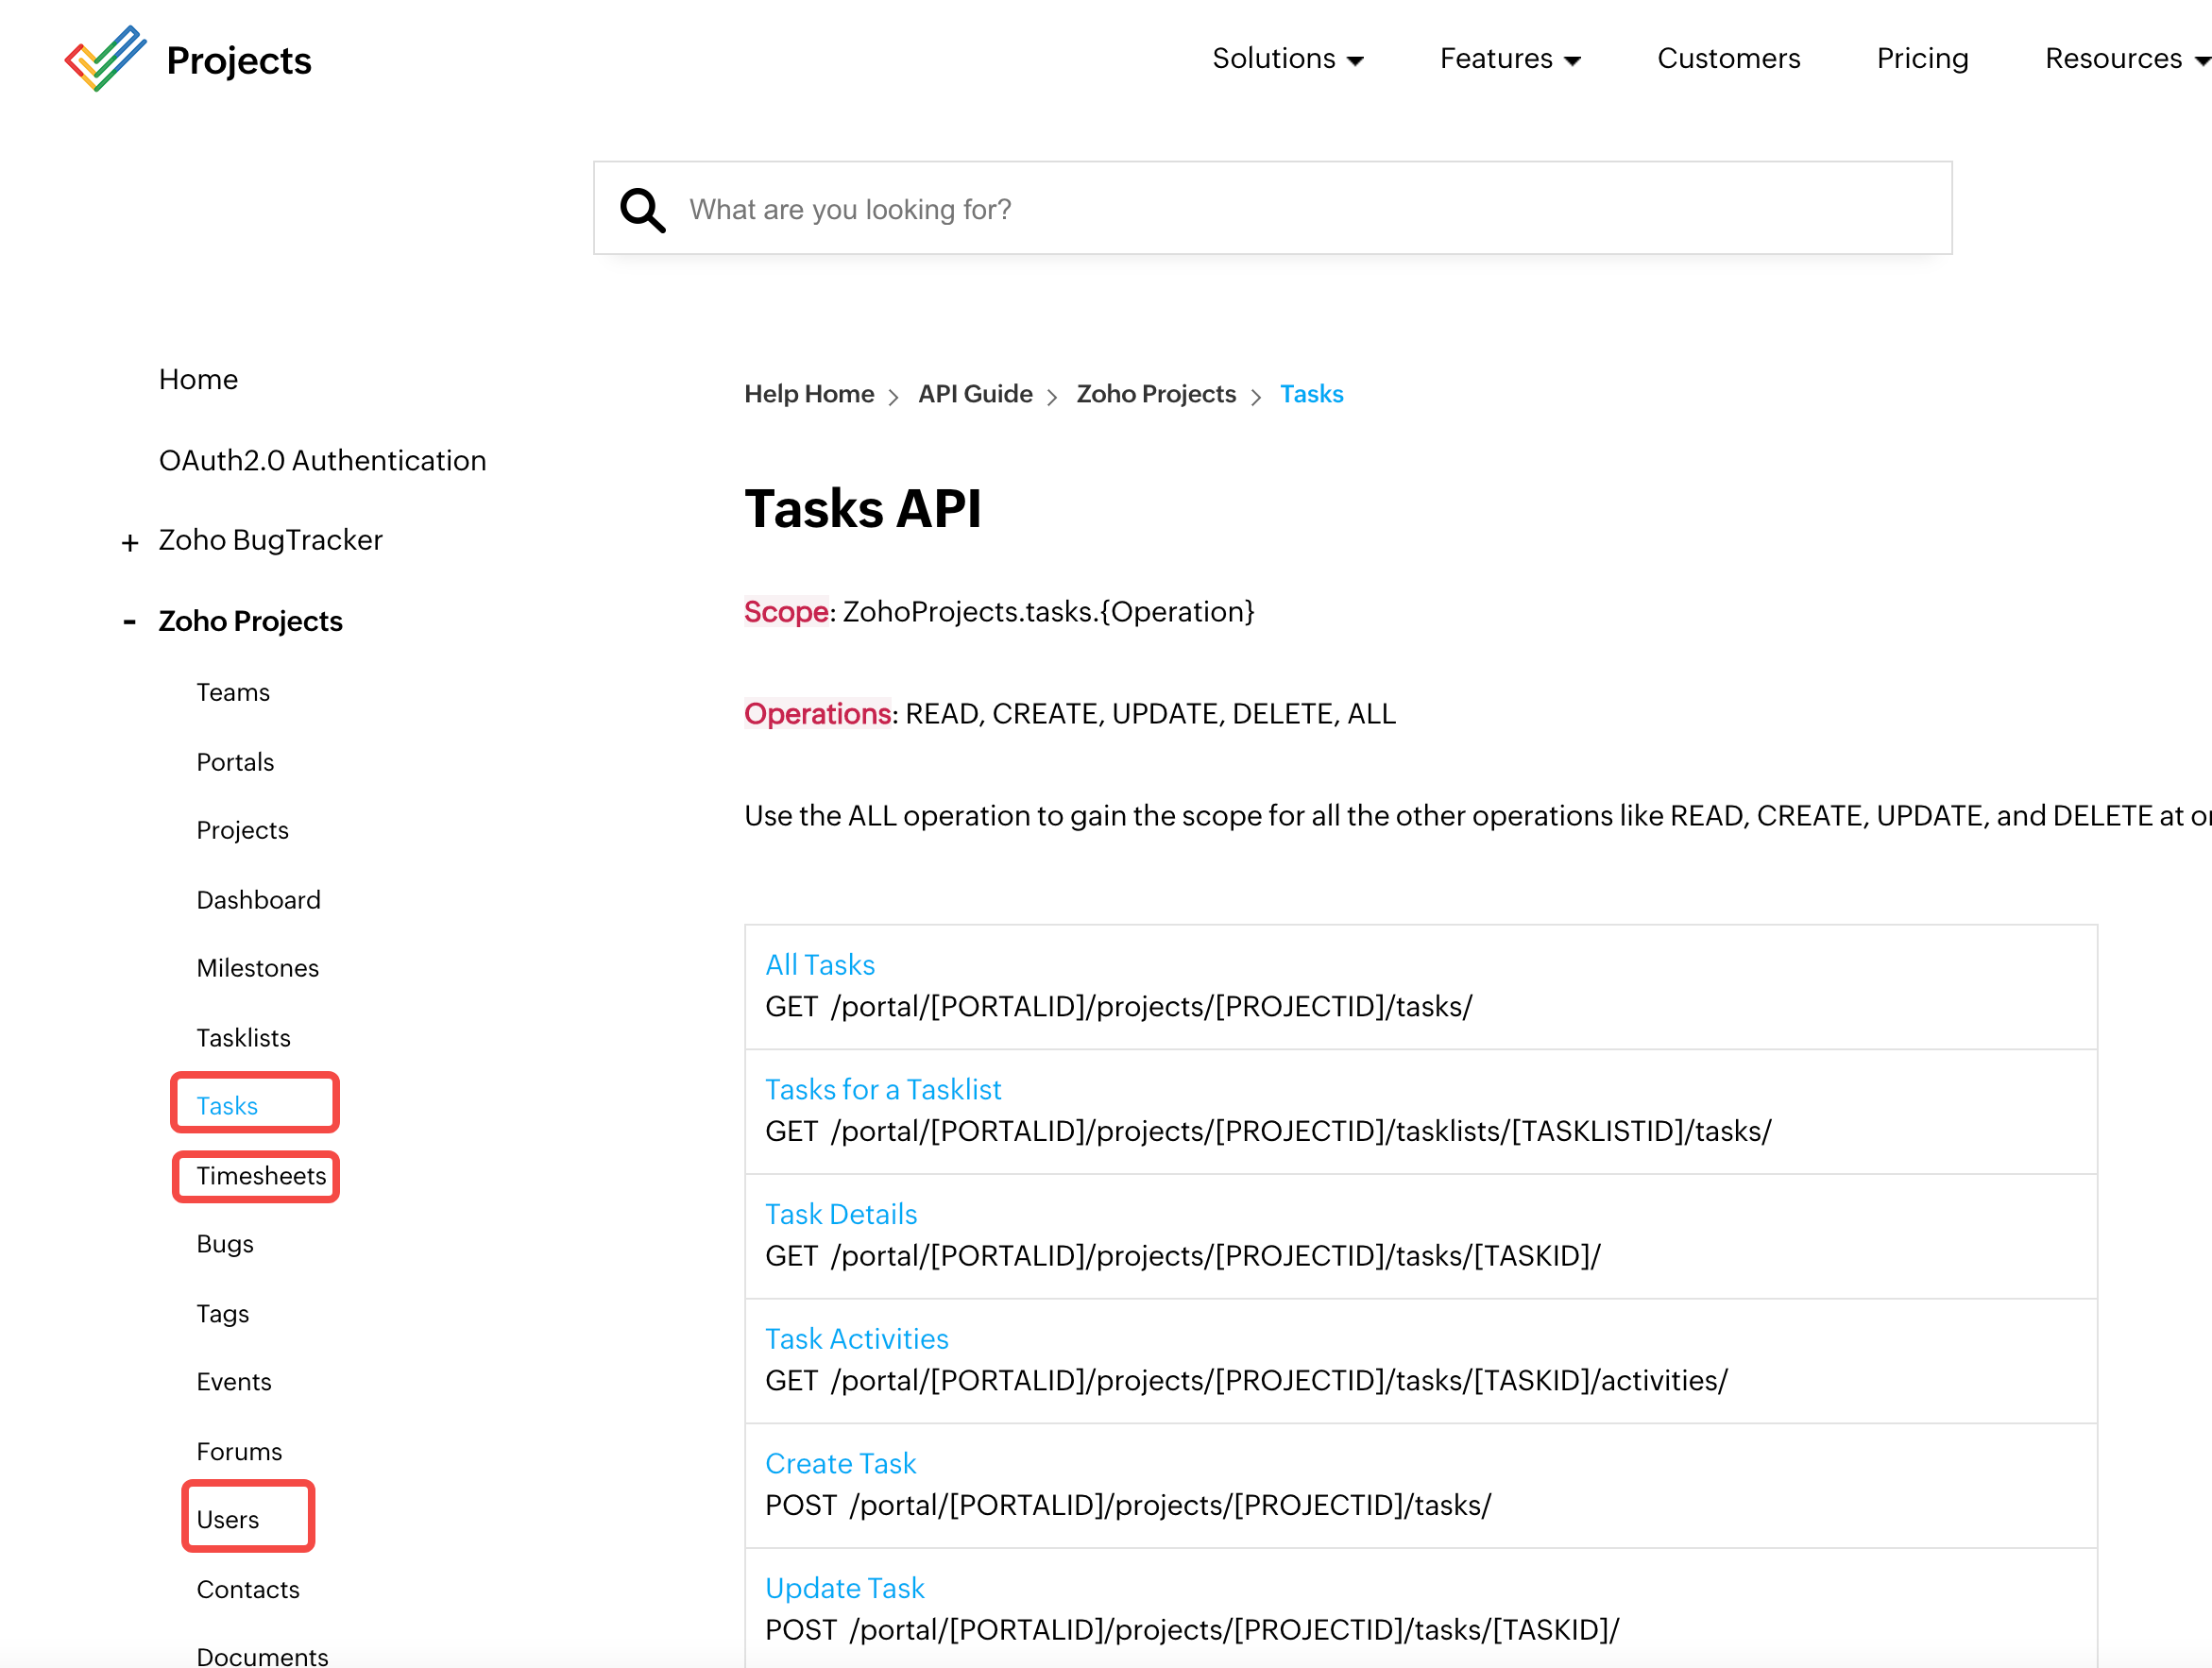 Projects
Solutions
Features
Customers
Pricing
Resources
What are you looking for?
Home
OAuth2.0 Authentication
+ Zoho BugTracker
- Zoho Projects
Teams
Portals
Projects
Dashboard
Milestones
Tasklists
Tasks
Timesheets
Bugs
Tags
Events
Forums
Users
Contacts
Documents
Help Home > API Guide > Zoho Projects > Tasks
Tasks API
Scope: ZohoProjects.tasks.{Operation}
Operations: READ, CREATE, UPDATE, DELETE, ALL
Use the ALL operation to gain the scope for all the other operations like READ, CREATE, UPDATE, and DELETE at
All Tasks
GET /portal/[PORTALID]/projects/[PROJECTID]/tasks/
Tasks for a Tasklist
GET /portal/[PORTALID]/projects/[PROJECTID]/tasklists/[TASKLISTID]/tasks/
Task Details
GET /portal/[PORTALID]/projects/[PROJECTID]/tasks/[TASKID]/
Task Activities
GET /portal/[PORTALID]/projects/[PROJECTID]/tasks/[TASKID]/activities/
Create Task
POST /portal/[PORTALID]/projects/[PROJECTID]/tasks/
Update Task
POST /portal/[PORTALID]/projects/[PROJECTID]/tasks/[TASKID]/